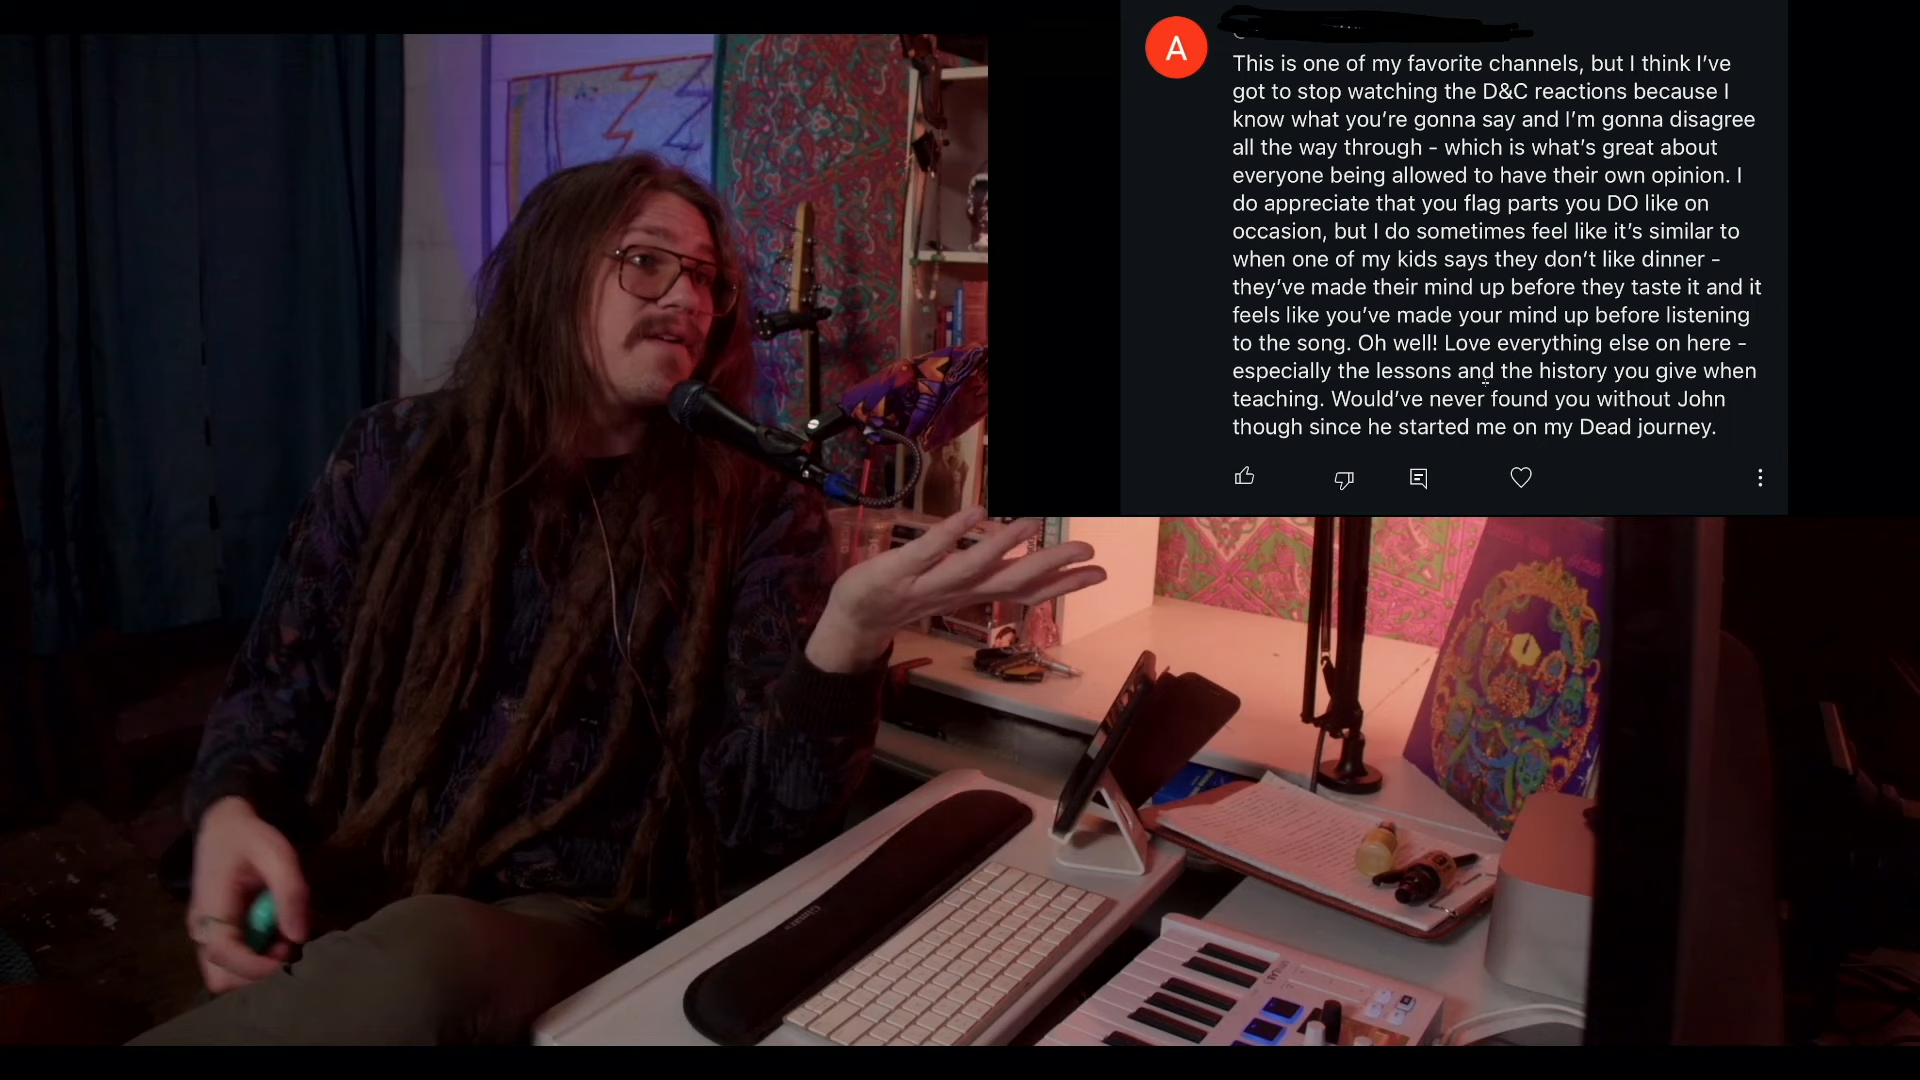 A
This is one of my favorite channels, but I think I’ve
got to stop watching the D&C reactions because I
know what you’re gonna say and I’m gonna disagree
all the way through - which is what’s great about
everyone being allowed to have their own opinion. I
do appreciate that you flag parts you DO like on
occasion, but I do sometimes feel like it’s similar to
when one of my kids says they don’t like dinner -
they’ve made their mind up before they taste it and it
feels like you’ve made your mind up before listening
to the song. Oh well! Love everything else on here -
especially the lessons and the history you give when
teaching. Would’ve never found you without John
though since he started me on my Dead journey.